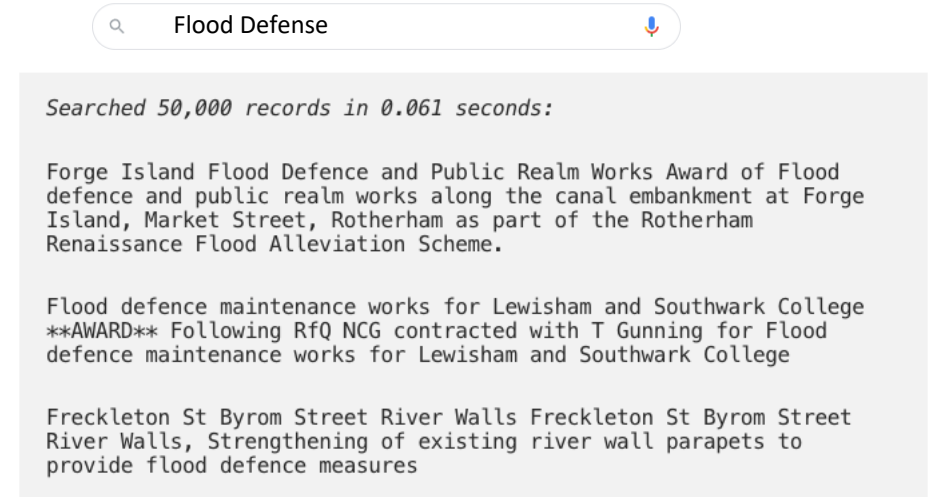 Flood Defense
Searched 50,000 records in 0.061 seconds:
Forge Island Flood Defence and Public Realm Works Award of Flood
defence and public realm works along the canal embankment at Forge
Island, Market Street, Rotherham as part of the Rotherham
Renaissance Flood Alleviation Scheme.
Flood defence maintenance works for Lewisham and Southwark College
**AWARD** Following RfQ NCG contracted with T Gunning for Flood
defence maintenance works for Lewisham and Southwark College
Freckleton St Byrom Street River Walls Freckleton St Byrom Street
River Walls, Strengthening of existing river wall parapets to
provide flood defence measures